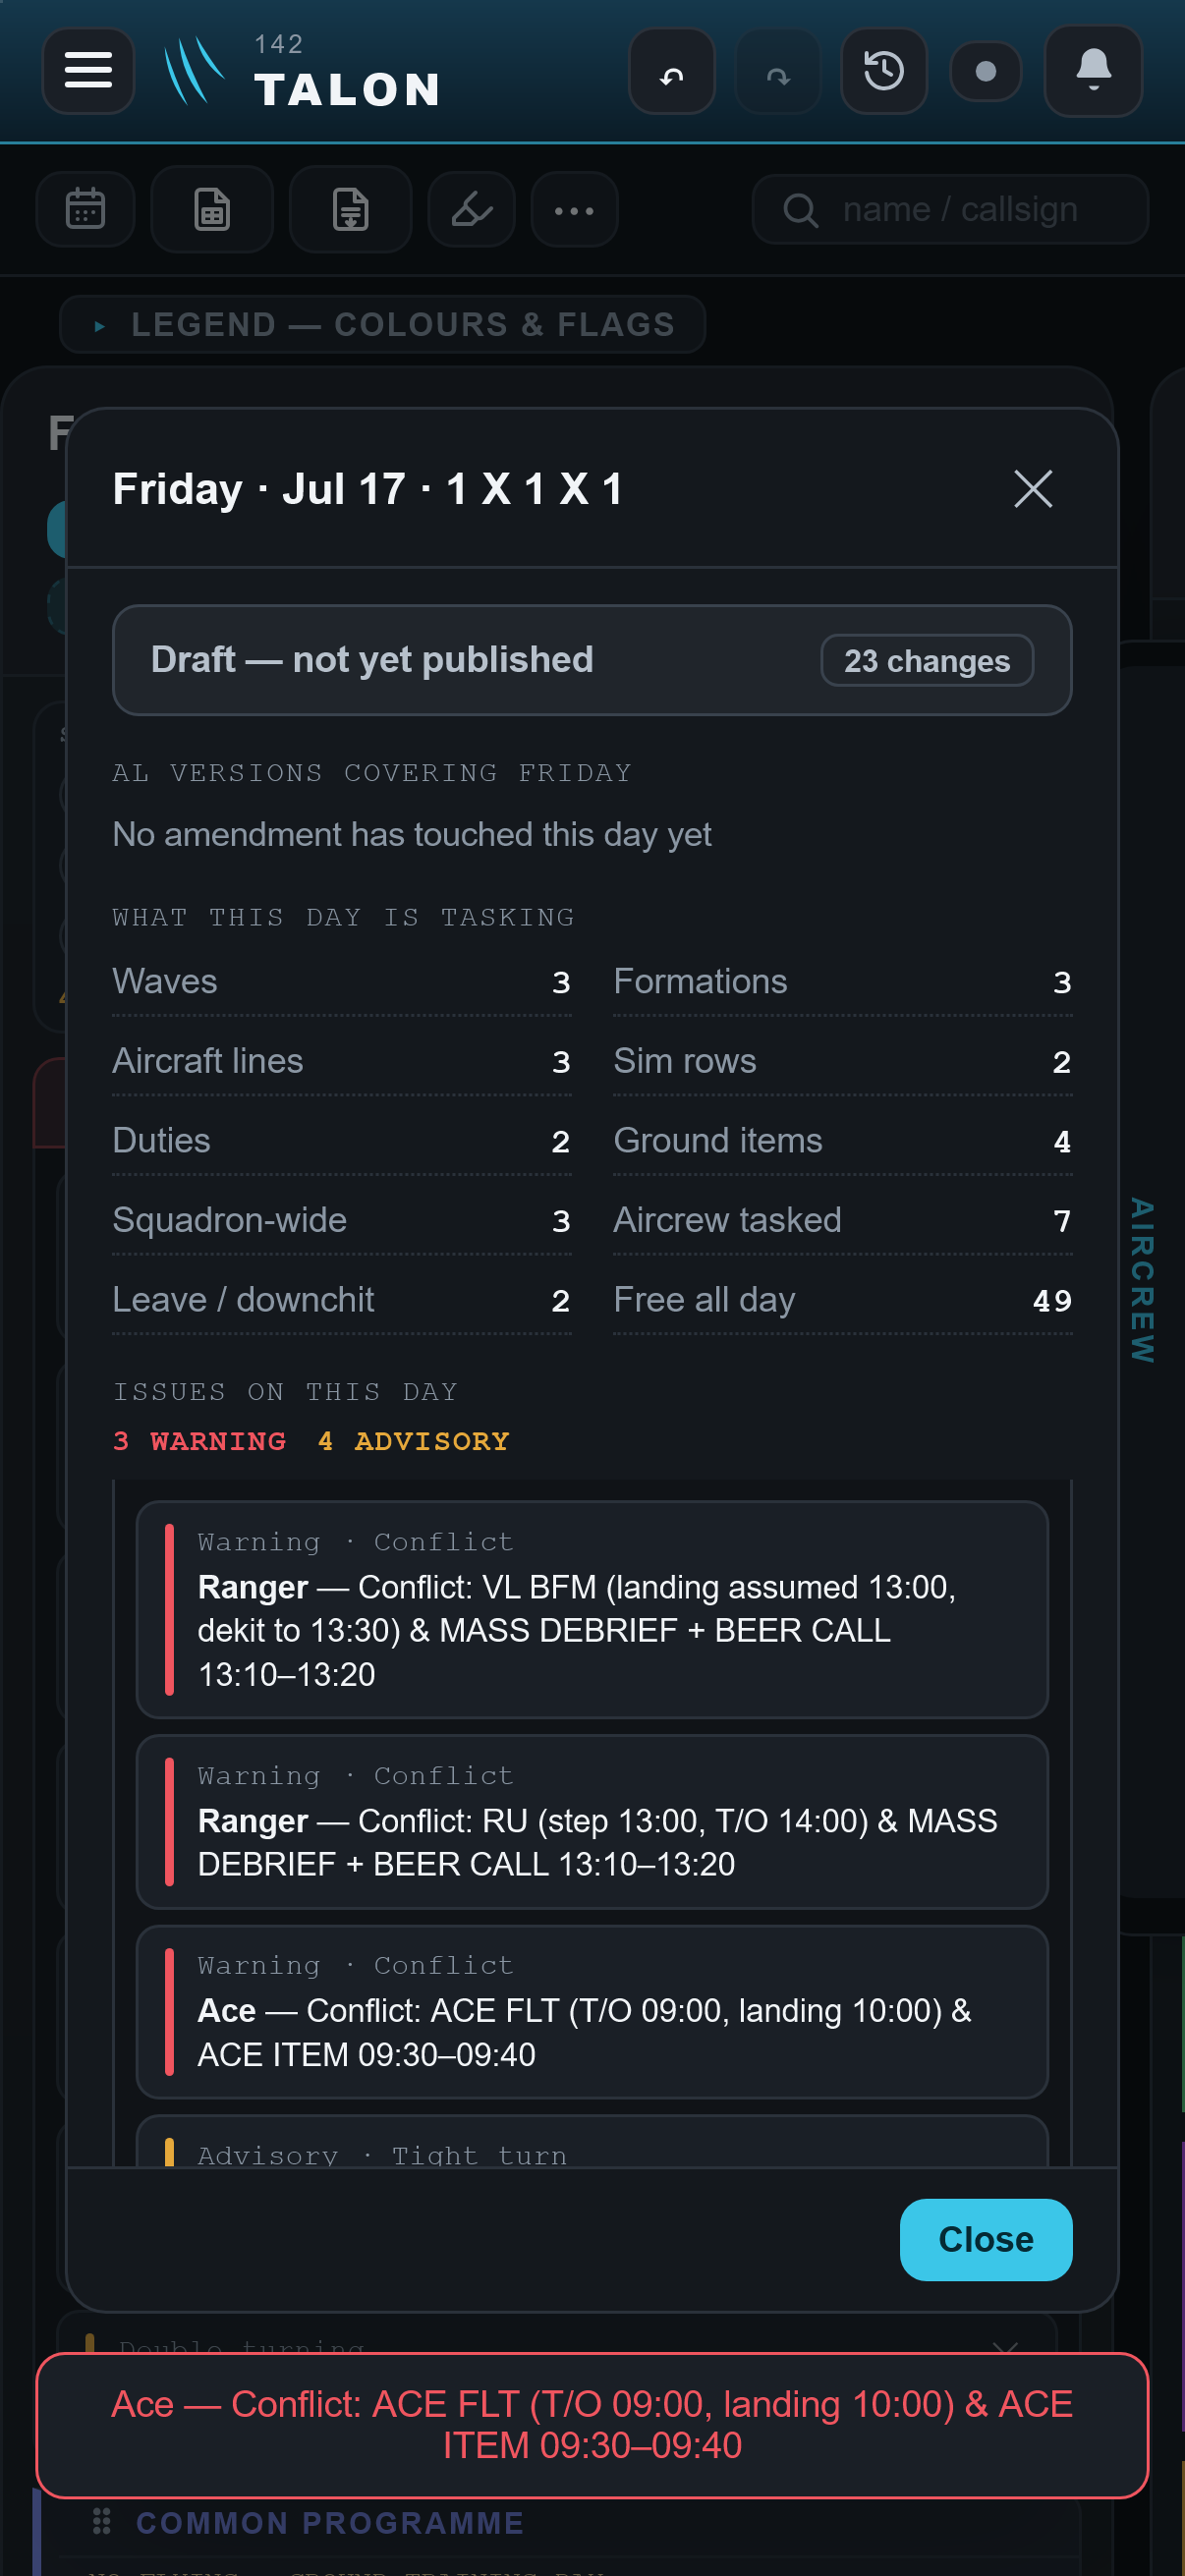 142
TALON
name / callsign
LEGEND — COLOURS & FLAGS
Friday · Jul 17 · 1 X 1 X 1
Draft — not yet published
23 changes
AL VERSIONS COVERING FRIDAY
No amendment has touched this day yet
WHAT THIS DAY IS TASKING
Waves 3
Formations 3
Aircraft lines 3
Sim rows 2
Duties 2
Ground items 4
Squadron-wide 3
Aircrew tasked 7
Leave / downchit 2
Free all day 49
AIRCREW
ISSUES ON THIS DAY
3 WARNING 4 ADVISORY
Warning · Conflict
Ranger — Conflict: VL BFM (landing assumed 13:00,
dekit to 13:30) & MASS DEBRIEF + BEER CALL
13:10–13:20
Warning · Conflict
Ranger — Conflict: RU (step 13:00, T/O 14:00) & MASS
DEBRIEF + BEER CALL 13:10–13:20
Warning · Conflict
Ace — Conflict: ACE FLT (T/O 09:00, landing 10:00) &
ACE ITEM 09:30–09:40
Advisory · Tight turn
Close
Double turning
Ace — Conflict: ACE FLT (T/O 09:00, landing 10:00) & ACE
ITEM 09:30–09:40
COMMON PROGRAMME